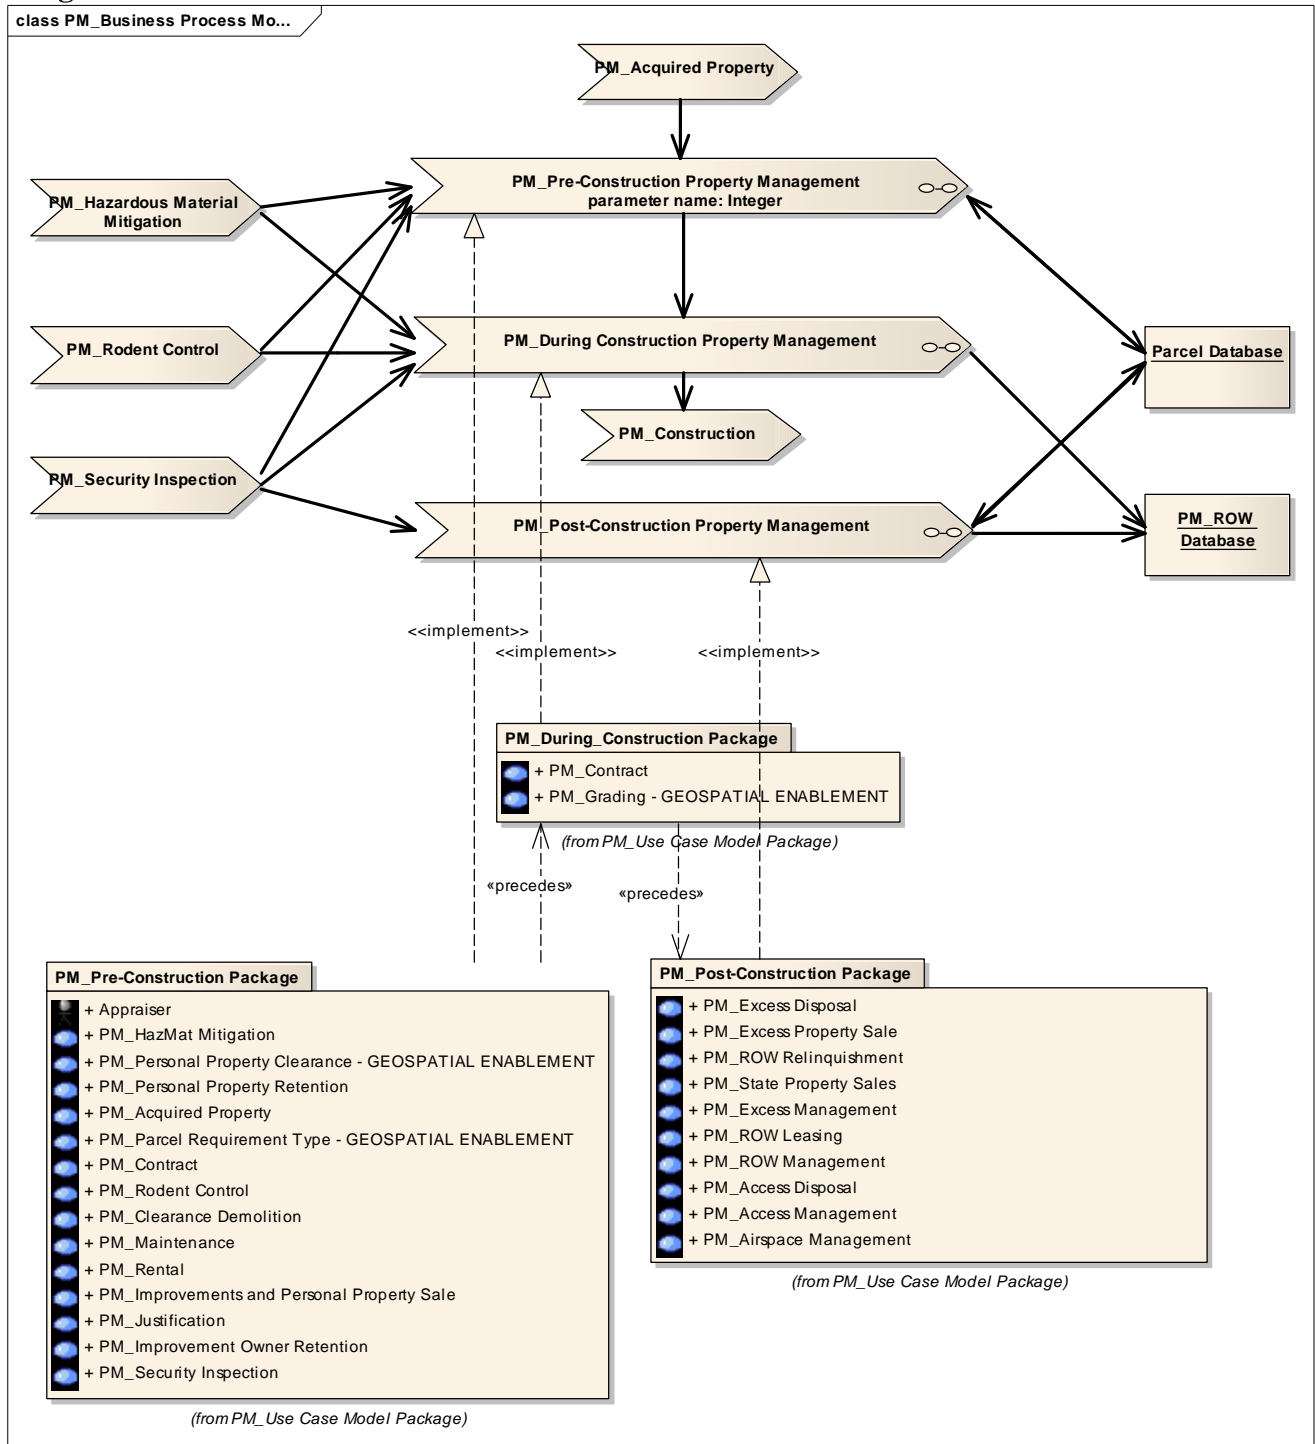 class PM_Business Process Mo...
PM_Acquired Property
PM_Pre-Construction Property Management
parameter name: Integer
PM_Hazardous Material
Mitigation
PM_Rodent Control
PM_During Construction Property Management
Parcel Database
PM_Construction
PM_Security Inspection
PM_Post-Construction Property Management
PM_ROW
Database
<<implement>>
<<implement>>
<<implement>>
PM_During_Construction Package
+ PM_Contract
+ PM_Grading - GEOSPATIAL ENABLEMENT
(from PM_Use Case Model Package)
«precedes»
«precedes»
PM_Pre-Construction Package
+ Appraiser
+ PM_HazMat Mitigation
+ PM_Personal Property Clearance - GEOSPATIAL ENABLEMENT
+ PM_Personal Property Retention
+ PM_Acquired Property
+ PM_Parcel Requirement Type - GEOSPATIAL ENABLEMENT
+ PM_Contract
+ PM_Rodent Control
+ PM_Clearance Demolition
+ PM_Maintenance
+ PM_Rental
+ PM_Improvements and Personal Property Sale
+ PM_Justification
+ PM_Improvement Owner Retention
+ PM_Security Inspection
(from PM_Use Case Model Package)
PM_Post-Construction Package
+ PM_Excess Disposal
+ PM_Excess Property Sale
+ PM_ROW Relinquishment
+ PM_State Property Sales
+ PM_Excess Management
+ PM_ROW Leasing
+ PM_ROW Management
+ PM_Access Disposal
+ PM_Access Management
+ PM_Airspace Management
(from PM_Use Case Model Package)